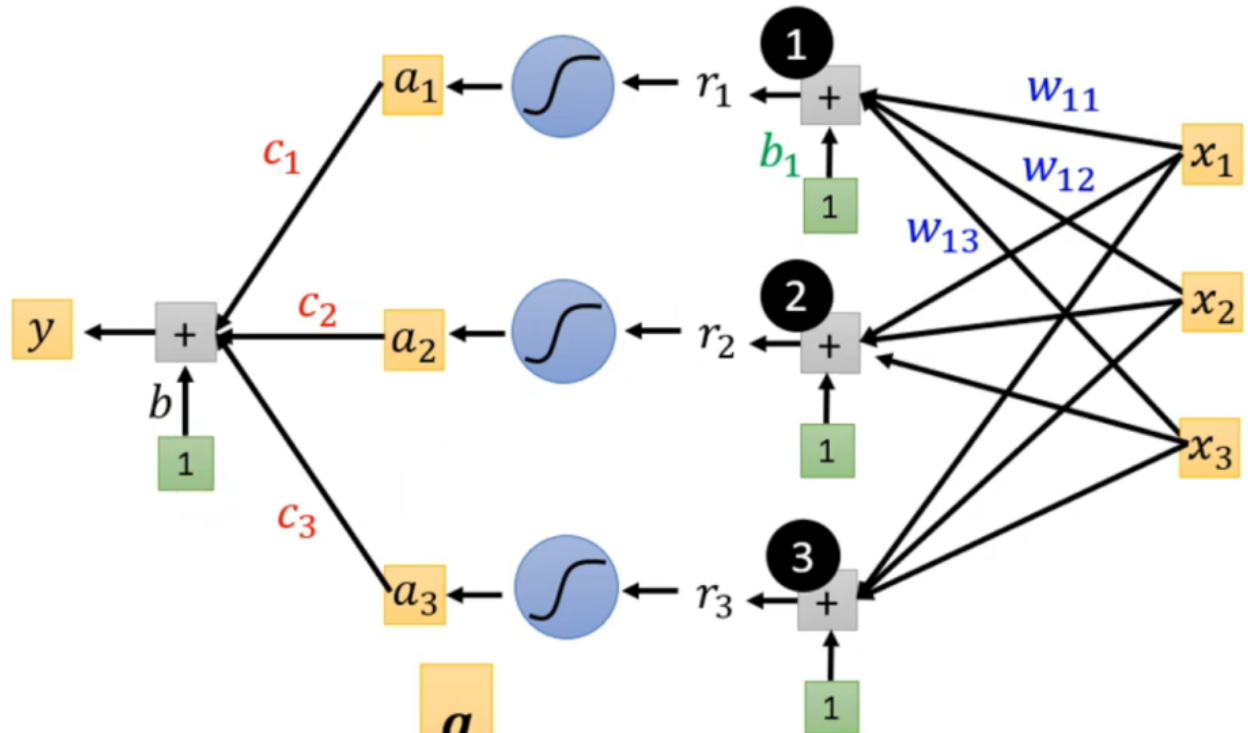 1
a₁ r₁ + w₁₁
c₁ b₁ w₁₂ x₁
1 w₁₃
2
y + c₂ a₂ r₂ + x₂
b
1 1 x₃
c₃
3
a₃ r₃ +
1
a